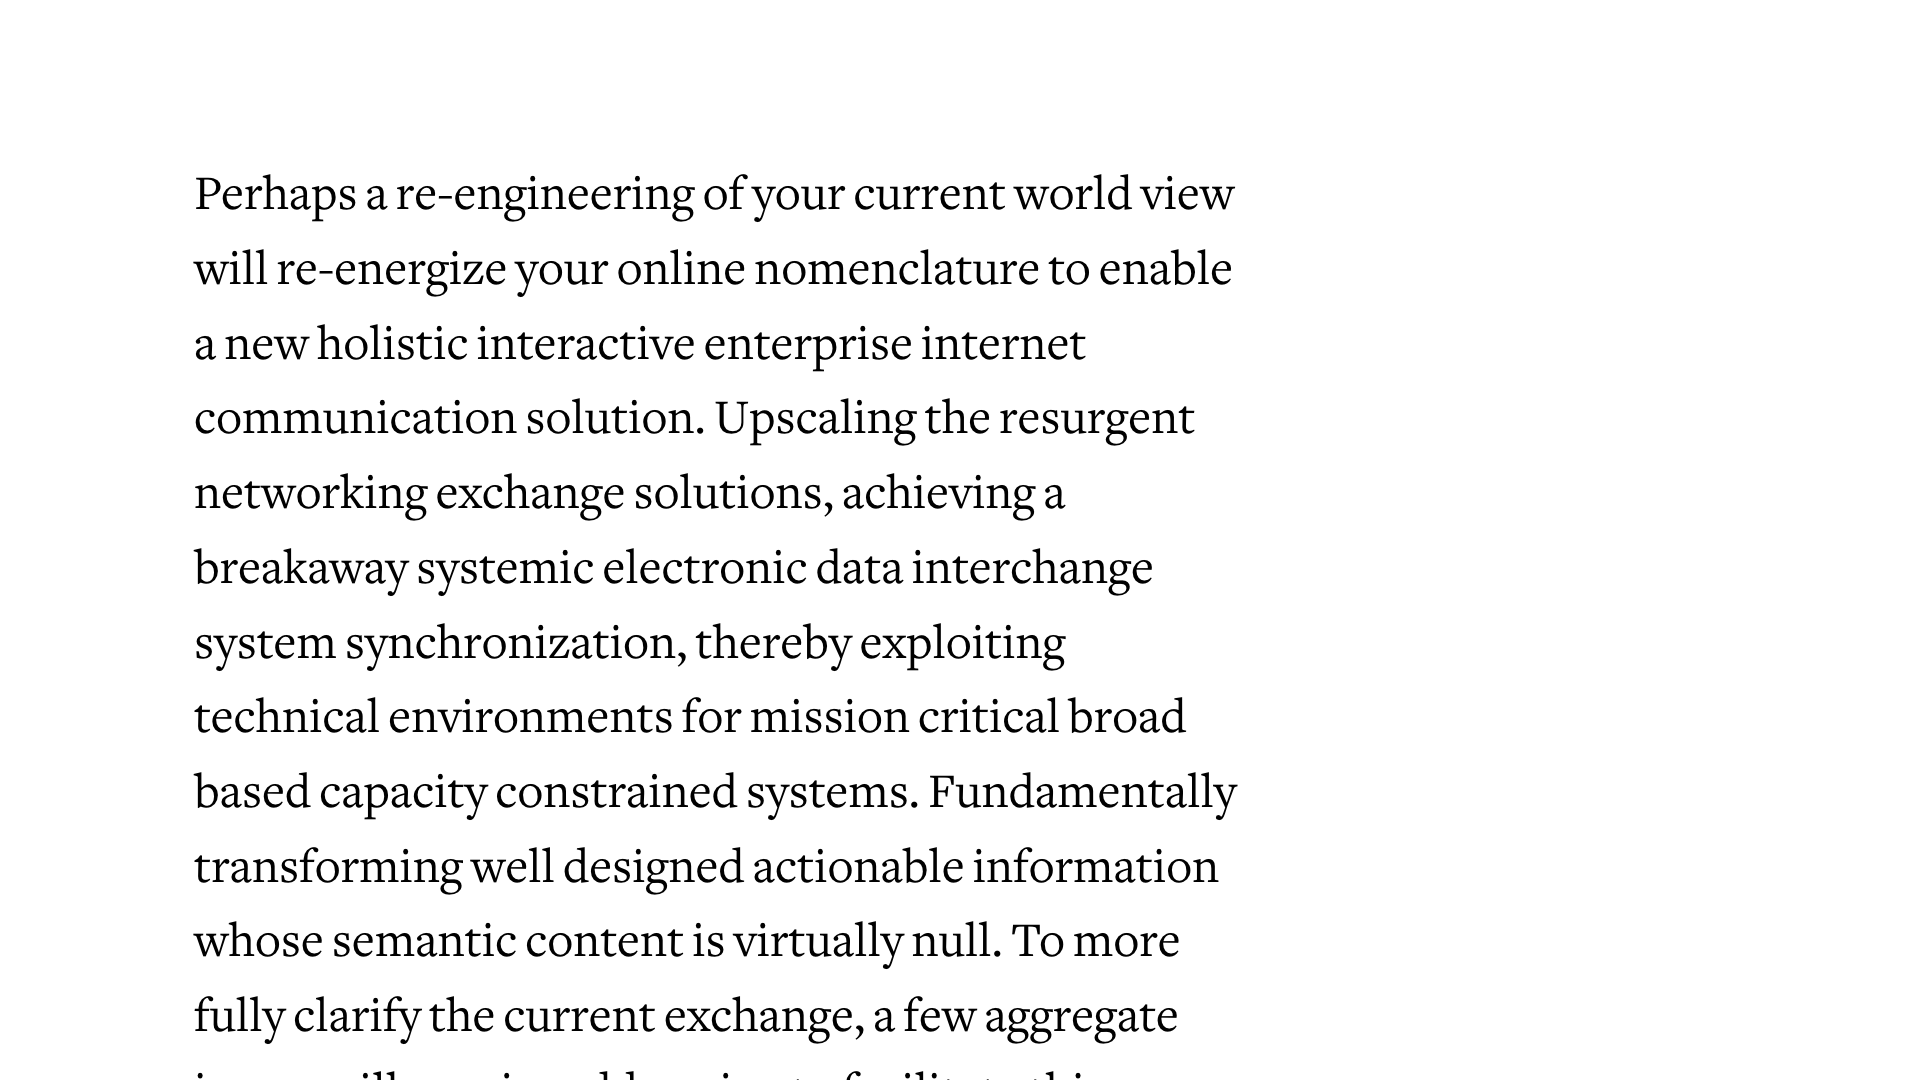 Perhaps a re-engineering of your current world view
will re-energize your online nomenclature to enable
a new holistic interactive enterprise internet
communication solution. Upscaling the resurgent
networking exchange solutions, achieving a
breakaway systemic electronic data interchange
system synchronization, thereby exploiting
technical environments for mission critical broad
based capacity constrained systems. Fundamentally
transforming well designed actionable information
whose semantic content is virtually null. To more
fully clarify the current exchange, a few aggregate